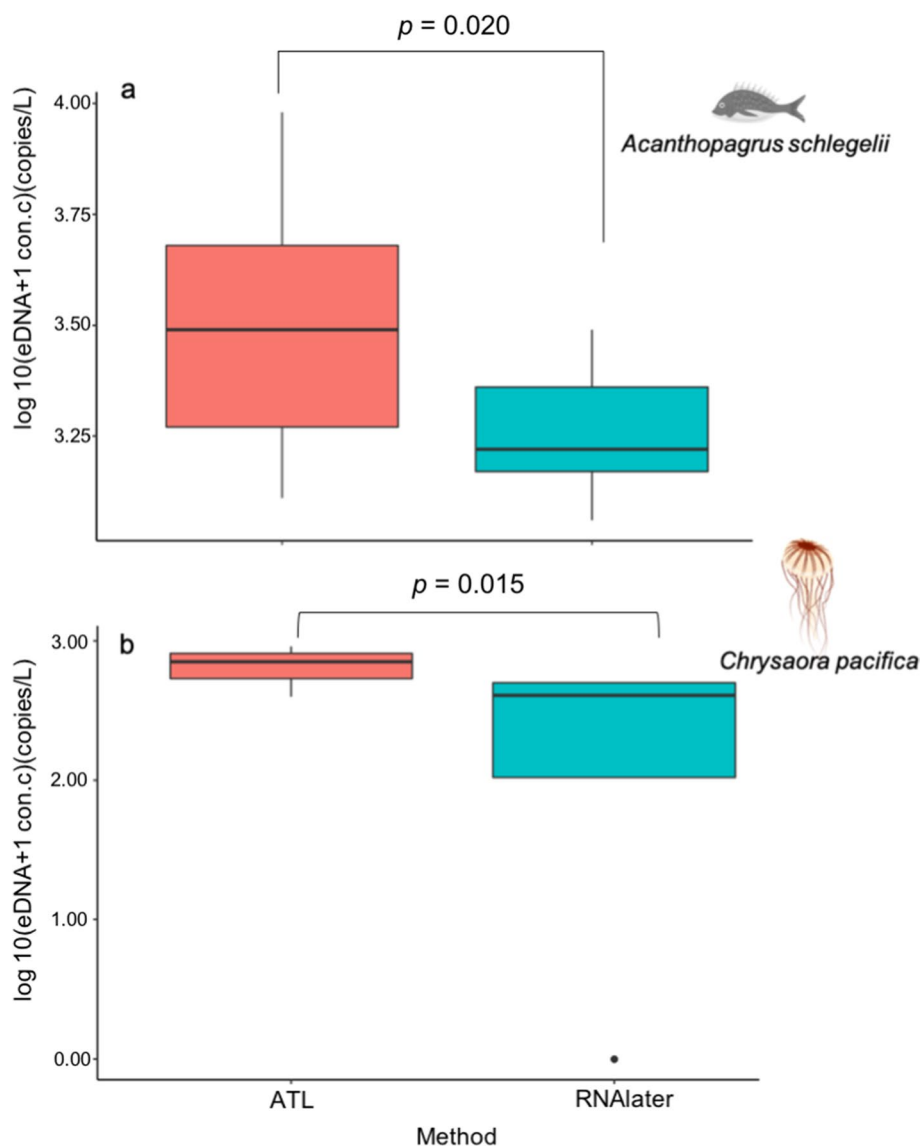 p = 0.020
a
4.00
3.75
3.50
3.25
log 10(eDNA+1 con.c)(copies/L)
Acanthopagrus schlegelii
p = 0.015
b
3.00
2.00
1.00
0.00
log 10(eDNA+1 con.c)(copies/L)
Chrysaora pacifica
ATL
RNAlater
Method